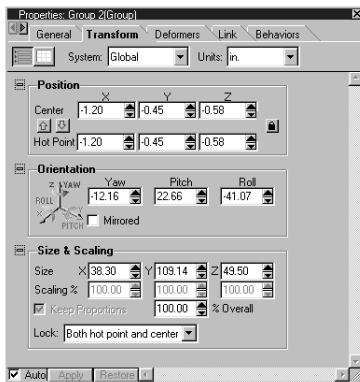 Properties: Group 2(Group)
General Transform Deformers Link Behaviors
System: Global Units: in.
Position
X Y Z
Center -1.20 -0.45 -0.58
Hot Point -1.20 -0.45 -0.58
Orientation
Z YAW Yaw Pitch Roll
ROLL -12.16 22.66 -41.07
X Y PITCH Mirrored
Size & Scaling
Size X 38.30 Y 109.14 Z 49.50
Scaling % 100.00 100.00 100.00
Keep Proportions 100.00 % Overall
Lock: Both hot point and center
Auto Apply Restore